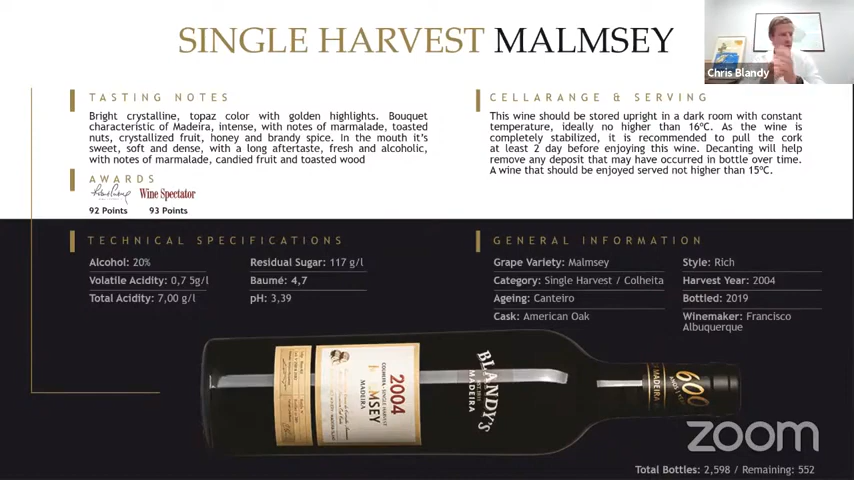 SINGLE HARVEST MALMSEY
Chris Blandy
TASTING NOTES
Bright crystalline, topaz color with golden highlights. Bouquet
characteristic of Madeira, intense, with notes of marmalade, toasted
nuts, crystallized fruit, honey and brandy spice. In the mouth it's
sweet, soft and dense, with a long aftertaste, fresh and alcoholic,
with notes of marmalade, candied fruit and toasted wood
AWARDS
Wine Spectator
92 Points
93 Points
CELLARANGE & SERVING
This wine should be stored upright in a dark room with constant
temperature, ideally no higher than 16ºC. As the wine is
completely stabilized, it is recommended to pull the cork
at least 2 day before enjoying this wine. Decanting will help
remove any deposit that may have occurred in bottle over time.
A wine that should be enjoyed served not higher than 15ºC.
TECHNICAL SPECIFICATIONS
Alcohol: 20%
Residual Sugar: 117 g/l
Volatile Acidity: 0,7 5g/l
Baumé: 4,7
Total Acidity: 7,00 g/l
pH: 3,39
GENERAL INFORMATION
Grape Variety: Malmsey
Style: Rich
Category: Single Harvest / Colheita
Harvest Year: 2004
Ageing: Canteiro
Bottled: 2019
Cask: American Oak
Winemaker: Francisco
Albuquerque
2004
COLHEITA · SINGLE HARVEST
MADEIRA
BLANDY'S
MADEIRA
MADEIRA
600
zoom
Total Bottles: 2,598 / Remaining: 552